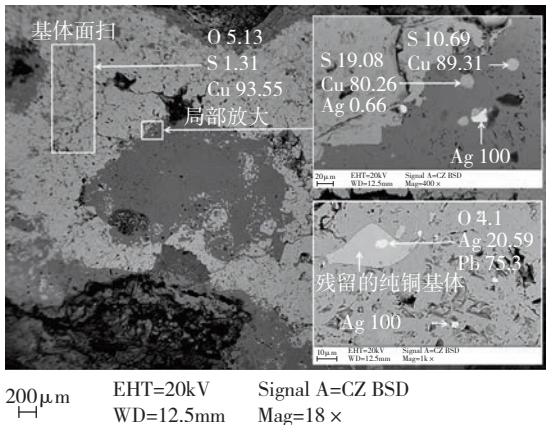 基体面扫
O 5.13
S 1.31
Cu 93.55
局部放大
S 10.69
Cu 89.31
S 19.08
Cu 80.26
Ag 0.66
Ag 100
20μm
EHT=20kV Signal A=CZ BSD
WD=12.5mm Mag=400×
O 4.1
Ag 20.59
Pb 75.3
残留的纯铜基体
Ag 100
10μm
EHT=20kV Signal A=CZ BSD
WD=12.5mm Mag=1k×
200μm
EHT=20kV Signal A=CZ BSD
WD=12.5mm Mag=18×